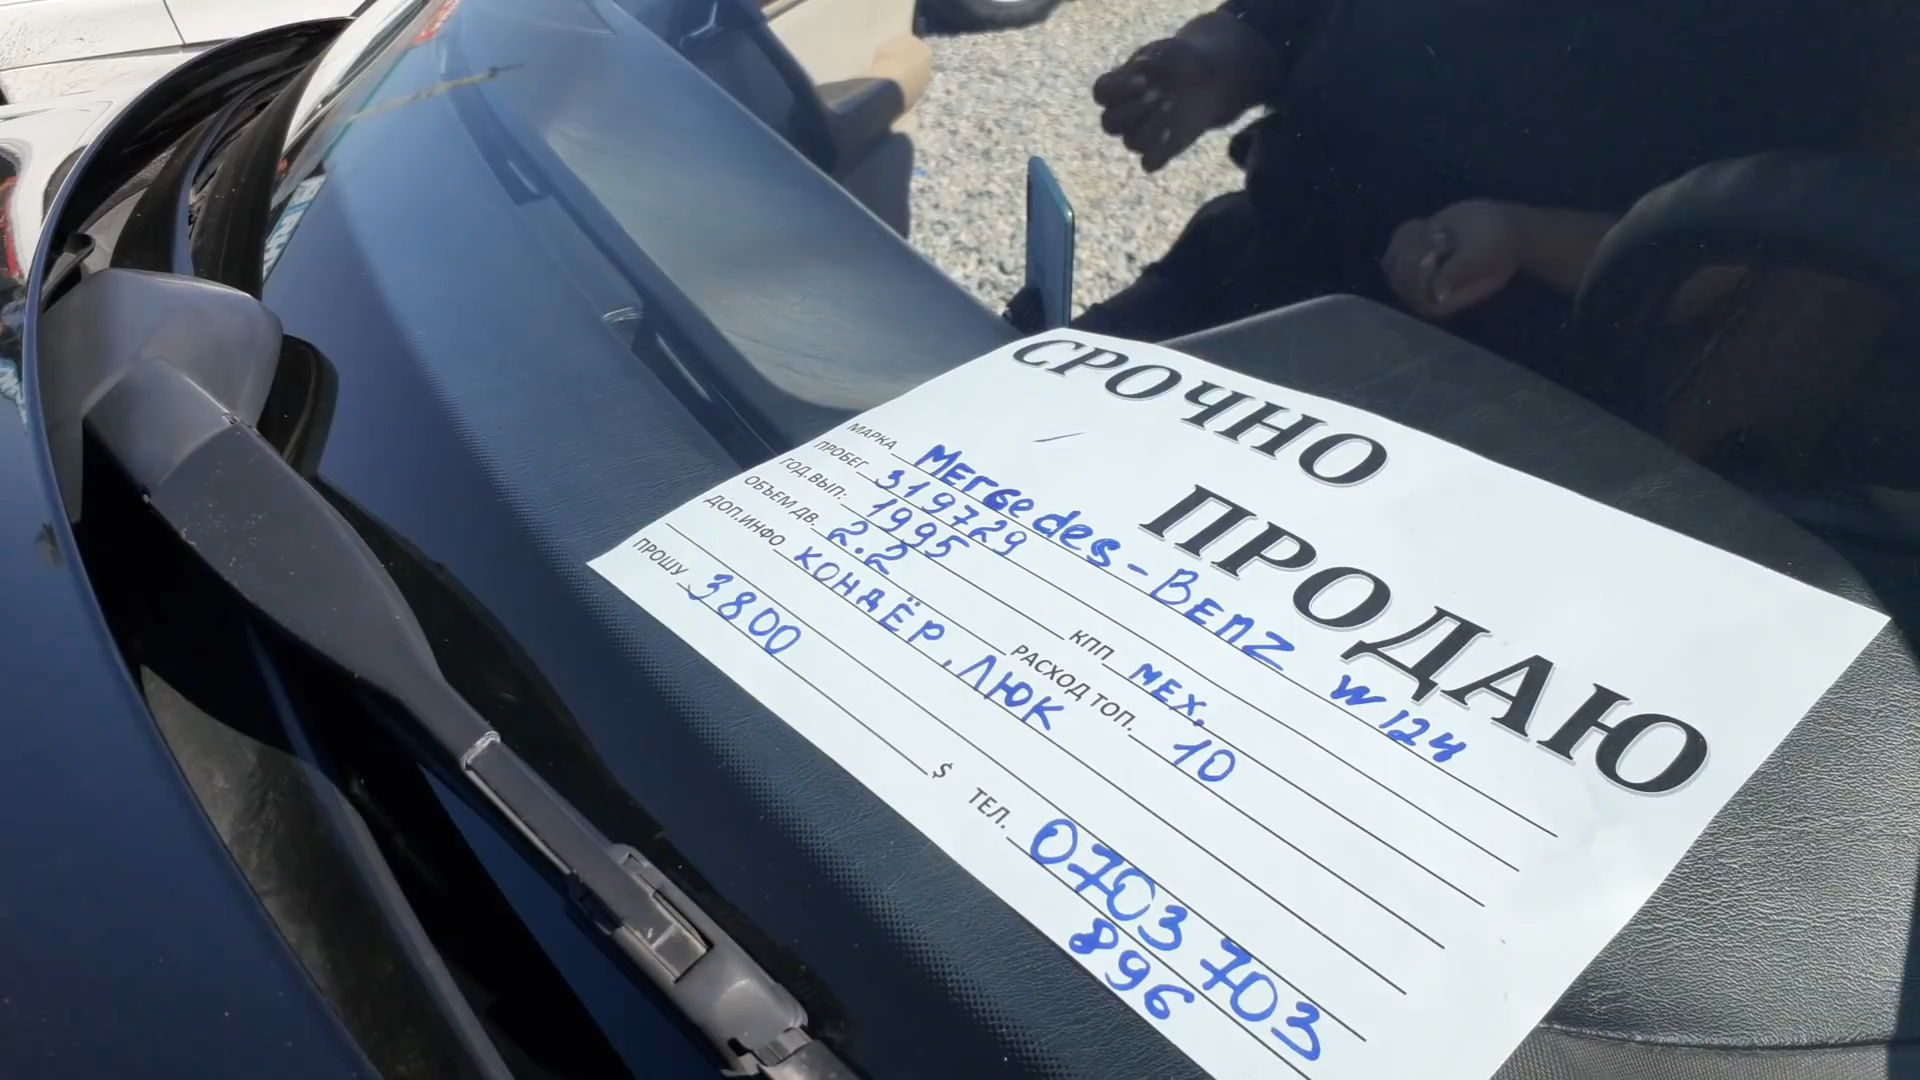 СРОЧНО
ПРОДАЮ
МАРКА Mercedes-Benz W124
ПРОБЕГ 319729
ГОД.ВЫП: 1995 КПП мех.
ОБЪЕМ ДВ. 2.2 РАСХОД ТОП. 10
ДОП.ИНФО КОНДЁР, ЛЮК
ПРОШУ 3800 $ ТЕЛ. 0703 703
896